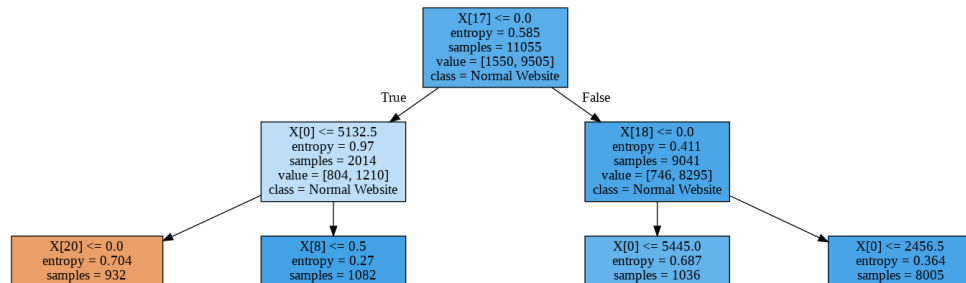 X[17] <= 0.0
entropy = 0.585
samples = 11055
value = [1550, 9505]
class = Normal Website
True
False
X[0] <= 5132.5
entropy = 0.97
samples = 2014
value = [804, 1210]
class = Normal Website
X[18] <= 0.0
entropy = 0.411
samples = 9041
value = [746, 8295]
class = Normal Website
X[20] <= 0.0
entropy = 0.704
samples = 932
X[8] <= 0.5
entropy = 0.27
samples = 1082
X[0] <= 5445.0
entropy = 0.687
samples = 1036
X[0] <= 2456.5
entropy = 0.364
samples = 8005